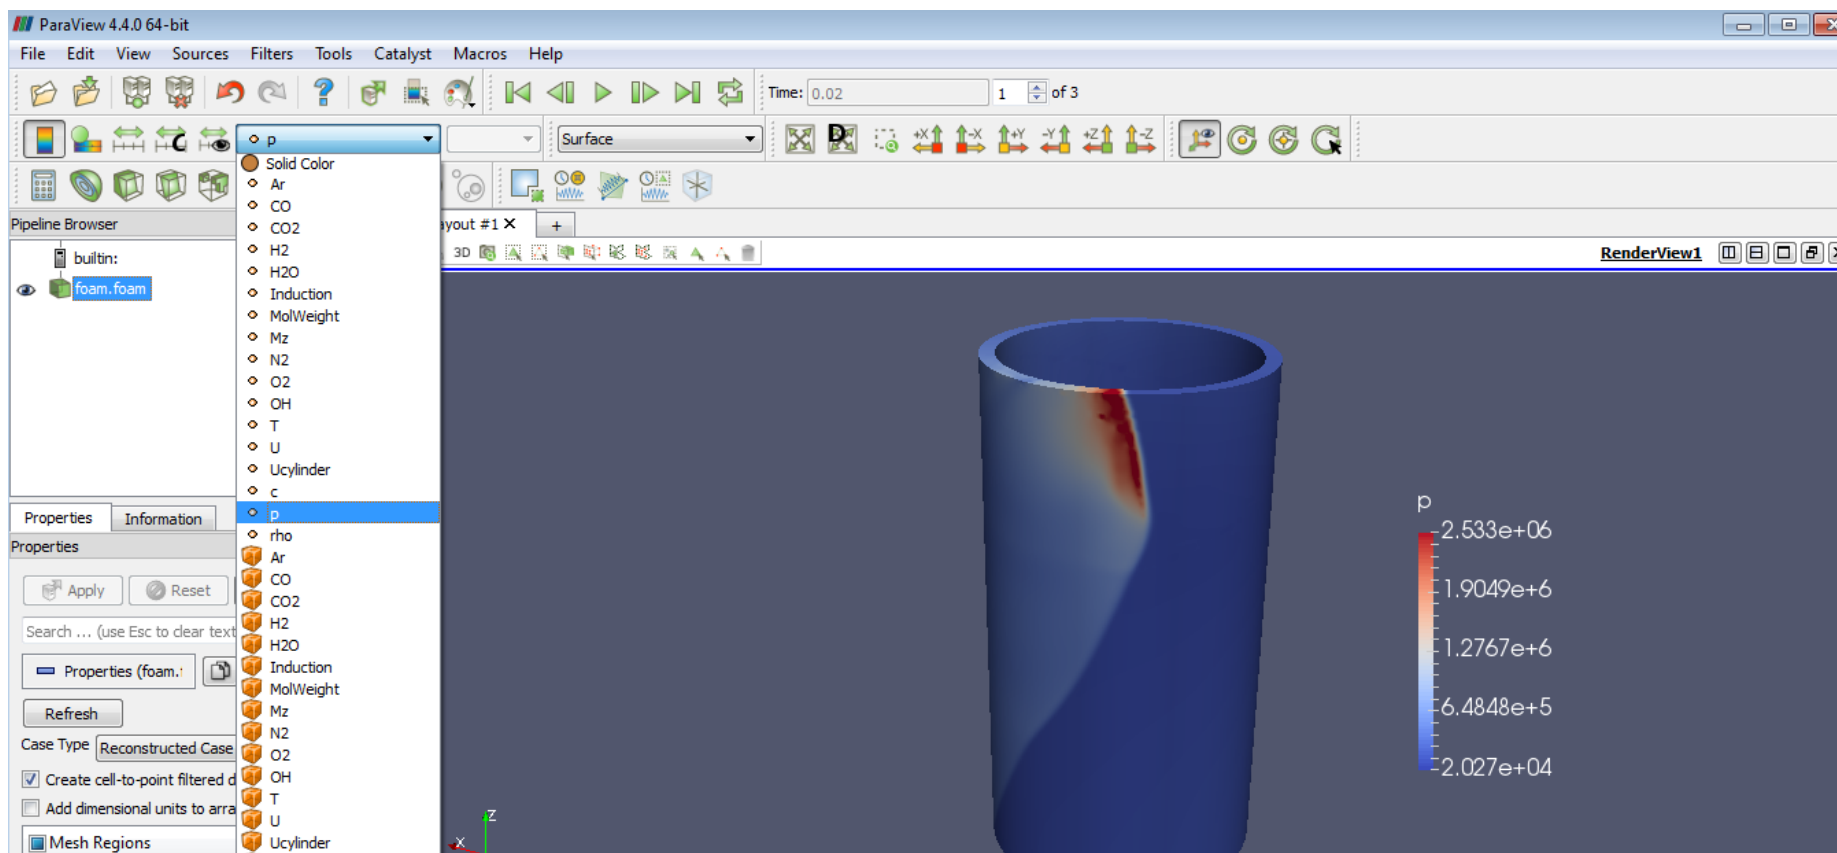 ParaView 4.4.0 64-bit
File Edit View Sources Filters Tools Catalyst Macros Help
Time: 0.02 1 of 3
p Surface
+X -X +Y -Y +Z -Z
Pipeline Browser
builtin:
foam.foam
Properties Information
Properties
Apply Reset
Search ... (use Esc to clear text
Properties (foam.
Refresh
Case Type Reconstructed Case
Create cell-to-point filtered d
Add dimensional units to arra
Mesh Regions
Solid Color
Ar
CO
CO2
H2
H2O
Induction
MolWeight
Mz
N2
O2
OH
T
U
Ucylinder
c
p
rho
Ar
CO
CO2
H2
H2O
Induction
MolWeight
Mz
N2
O2
OH
T
U
Ucylinder
ayout #1 X +
3D RenderView1
p
2.533e+06
1.9049e+6
1.2767e+6
6.4848e+5
2.027e+04
Z
X